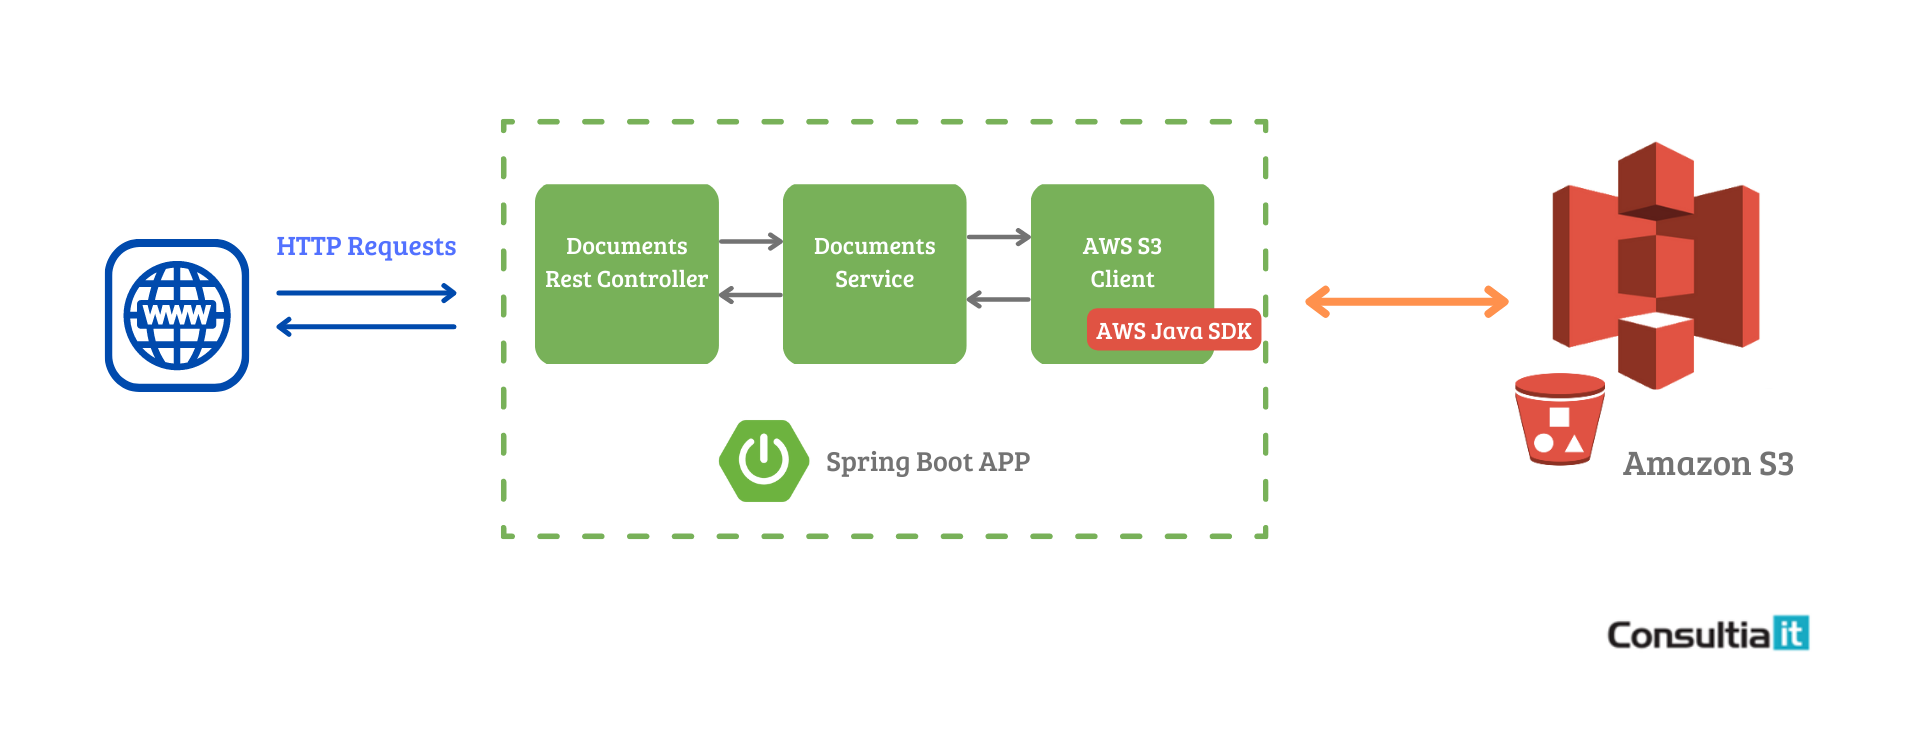 HTTP Requests
WWW
Documents
Rest Controller
Documents
Service
AWS S3
Client
AWS Java SDK
Spring Boot APP
Amazon S3
Consultia it